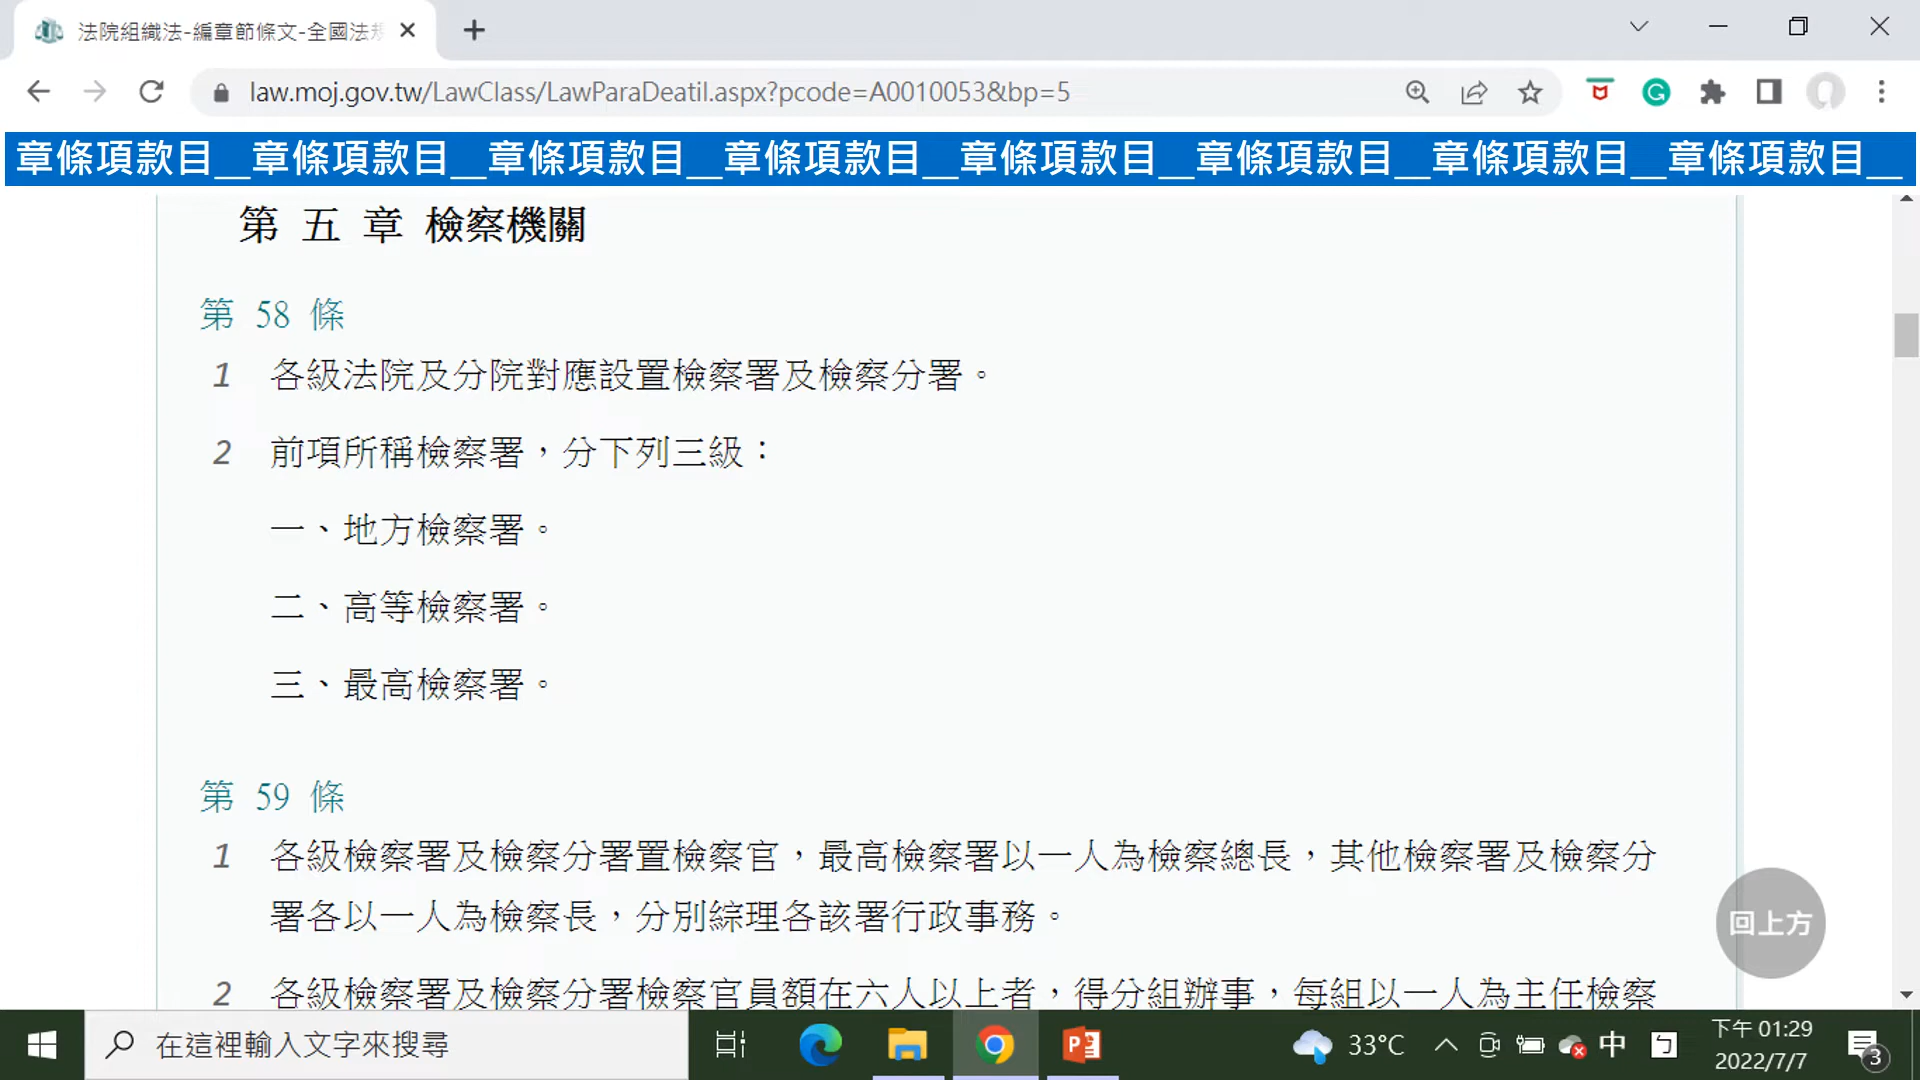 法院組織法-編章節條文-全國法規
law.moj.gov.tw/LawClass/LawParaDeatil.aspx?pcode=A0010053&bp=5
章條項款目__章條項款目__章條項款目__章條項款目__章條項款目__章條項款目__章條項款目__章條項款目__
第 五 章 檢察機關
第 58 條
1 各級法院及分院對應設置檢察署及檢察分署。
2 前項所稱檢察署，分下列三級：
一、地方檢察署。
二、高等檢察署。
三、最高檢察署。
第 59 條
1 各級檢察署及檢察分署置檢察官，最高檢察署以一人為檢察總長，其他檢察署及檢察分
署各以一人為檢察長，分別綜理各該署行政事務。
回上方
2 各級檢察署及檢察分署檢察官員額在六人以上者，得分組辦事，每組以一人為主任檢察
在這裡輸入文字來搜尋
33°C
中
ㄅ
下午 01:29
2022/7/7
3